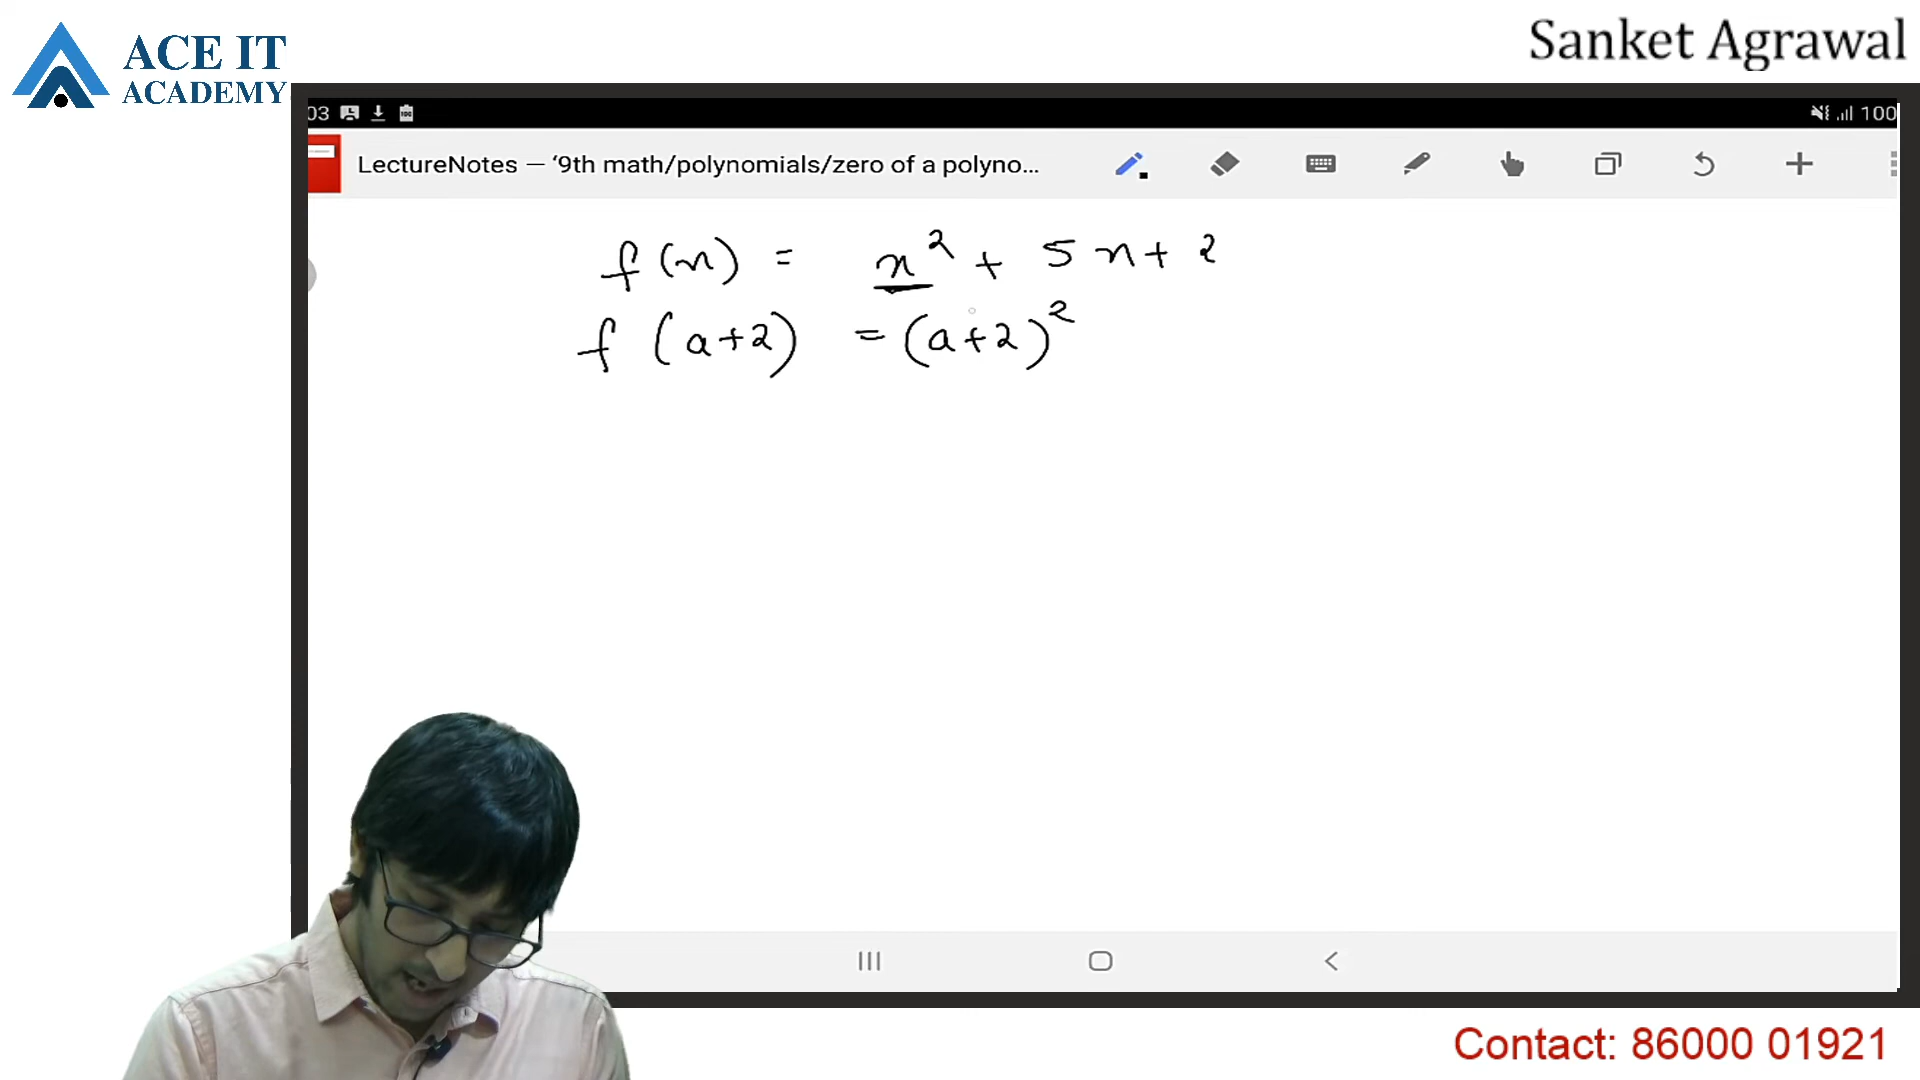 ACE IT
ACADEMY
Sanket Agrawal
03
100
LectureNotes — ‘9th math/polynomials/zero of a polyno...
f(x) = x² + 5x + 2
f (a+2) = (a+2)²
Contact: 86000 01921